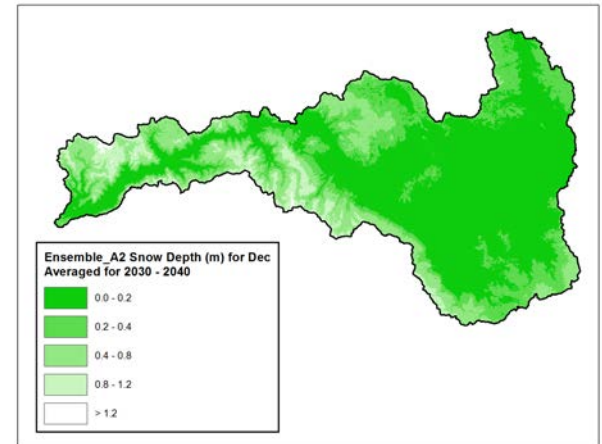 Ensemble_A2 Snow Depth (m) for Dec
Averaged for 2030 - 2040
0.0 - 0.2
0.2 - 0.4
0.4 - 0.8
0.8 - 1.2
> 1.2